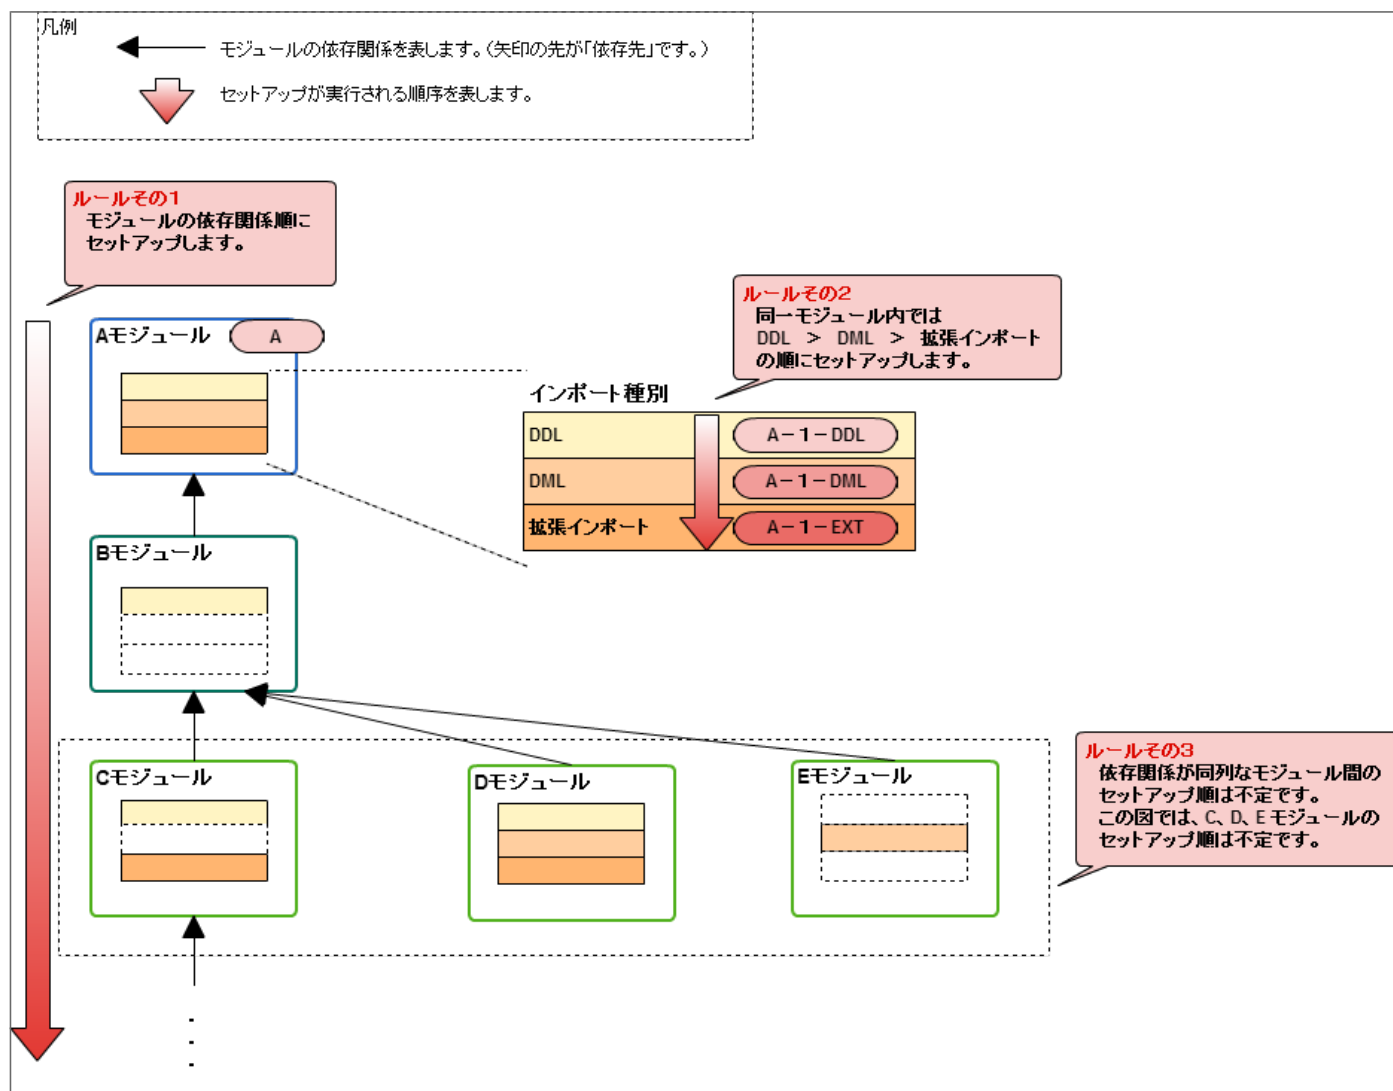 凡例
モジュールの依存関係を表します。(矢印の先が「依存先」です。)
セットアップが実行される順序を表します。
ルールその1
モジュールの依存関係順に
セットアップします。
ルールその2
同一モジュール内では
DDL > DML > 拡張インポート
の順にセットアップします。
Aモジュール
A
インポート種別
DDL
A-1-DDL
DML
A-1-DML
拡張インポート
A-1-EXT
Bモジュール
ルールその3
依存関係が同列なモジュール間の
セットアップ順は不定です。
この図では、C、D、Eモジュールの
セットアップ順は不定です。
Cモジュール
Dモジュール
Eモジュール